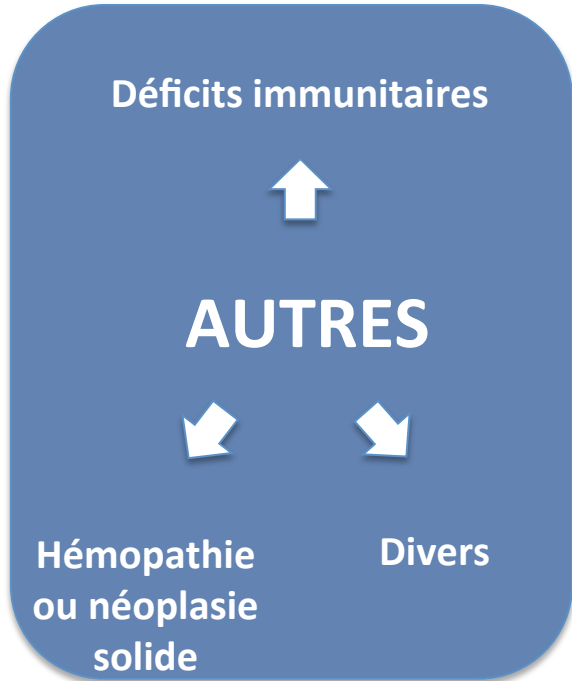 Déficits immunitaires
AUTRES
Hémopathie
ou néoplasie
solide
Divers